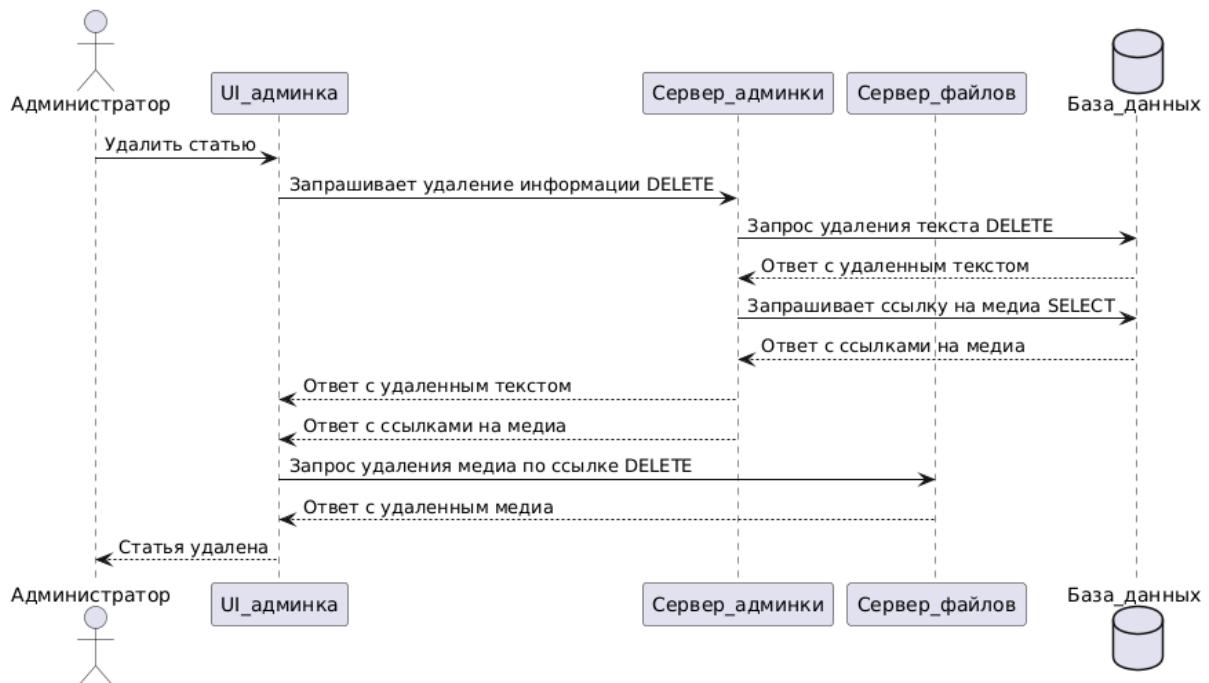 Администратор
UI_админка
Сервер_админки
Сервер_файлов
База_данных
Удалить статью
Запрашивает удаление информации DELETE
Запрос удаления текста DELETE
Ответ с удаленным текстом
Запрашивает ссылку на медиа SELECT
Ответ с ссылками на медиа
Ответ с удаленным текстом
Ответ с ссылками на медиа
Запрос удаления медиа по ссылке DELETE
Ответ с удаленным медиа
Статья удалена
Администратор
UI_админка
Сервер_админки
Сервер_файлов
База_данных